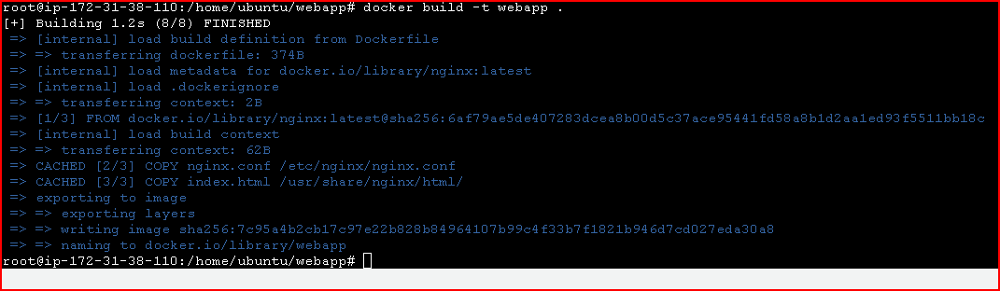 root@ip-172-31-38-110:/home/ubuntu/webapp# docker build -t webapp .
[+] Building 1.2s (8/8) FINISHED
=> [internal] load build definition from Dockerfile
=> => transferring dockerfile: 374B
=> [internal] load metadata for docker.io/library/nginx:latest
=> [internal] load .dockerignore
=> => transferring context: 2B
=> [1/3] FROM docker.io/library/nginx:latest@sha256:6af79ae5de407283dcea8b00d5c37ace95441fd58a8b1d2aa1ed93f5511bb18c
=> [internal] load build context
=> => transferring context: 62B
=> CACHED [2/3] COPY nginx.conf /etc/nginx/nginx.conf
=> CACHED [3/3] COPY index.html /usr/share/nginx/html/
=> exporting to image
=> => exporting layers
=> => writing image sha256:7c95a4b2cb17c97e22b828b84964107b99c4f33b7f1821b946d7cd027eda30a8
=> => naming to docker.io/library/webapp
root@ip-172-31-38-110:/home/ubuntu/webapp#